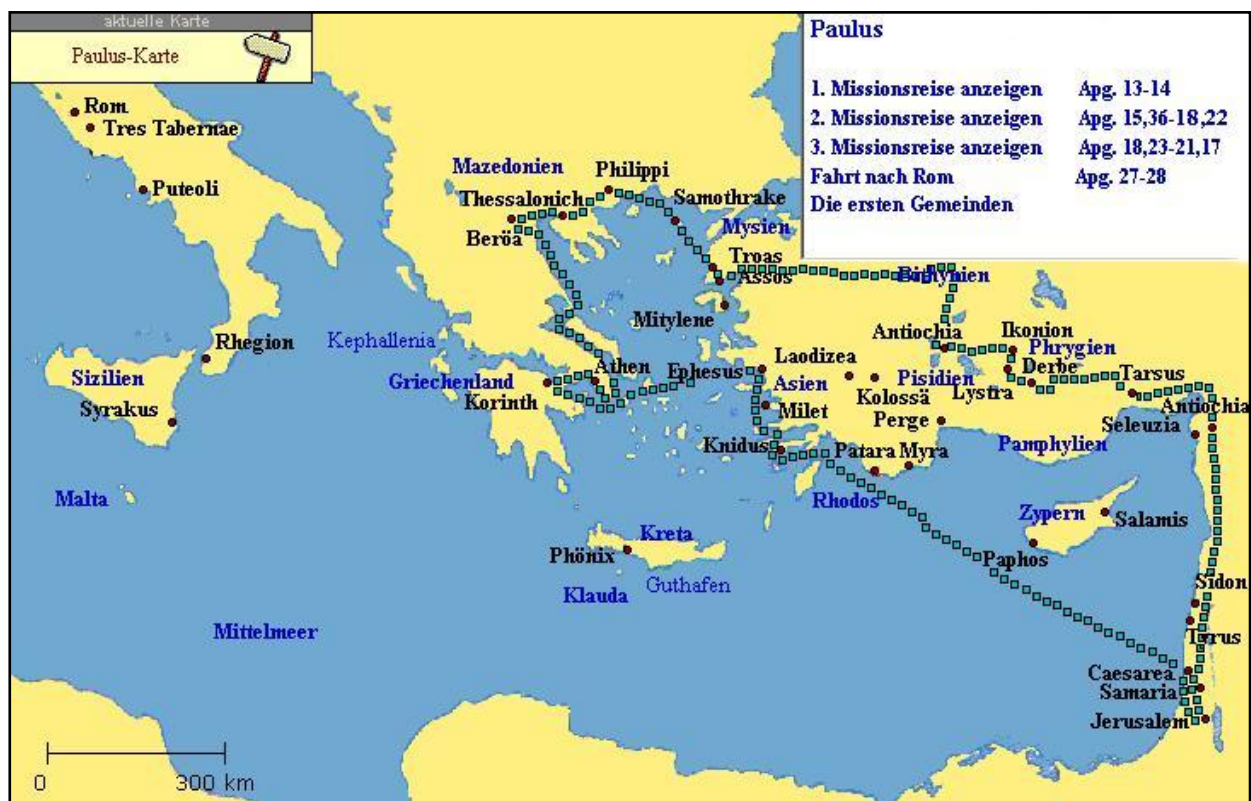 aktuelle Karte
Paulus-Karte
Paulus
1. Missionsreise anzeigen Apg. 13-14
2. Missionsreise anzeigen Apg. 15,36-18,22
3. Missionsreise anzeigen Apg. 18,23-21,17
Fahrt nach Rom Apg. 27-28
Die ersten Gemeinden
Rom
Tres Tabernae
Puteoli
Mazedonien
Philippi
Thessalonich
Samothrake
Beröa
Mysien
Troas
Assos
Bithynien
Mitylene
Rhegion
Kephallenia
Antiochia
Ikonion
Phrygien
Sizilien
Griechenland
Athen
Ephesus
Laodizea
Asien
Pisidien
Derbe
Tarsus
Korinth
Kolossä
Lystra
Syrakus
Milet
Perge
Antiochia
Seleuzia
Knidus
Patara
Myra
Pamphylien
Malta
Rhodos
Zypern
Salamis
Kreta
Phönix
Paphos
Guthafen
Klauda
Sidon
Mittelmeer
Tyrus
Caesarea
Samaria
Jerusalem
0 300 km